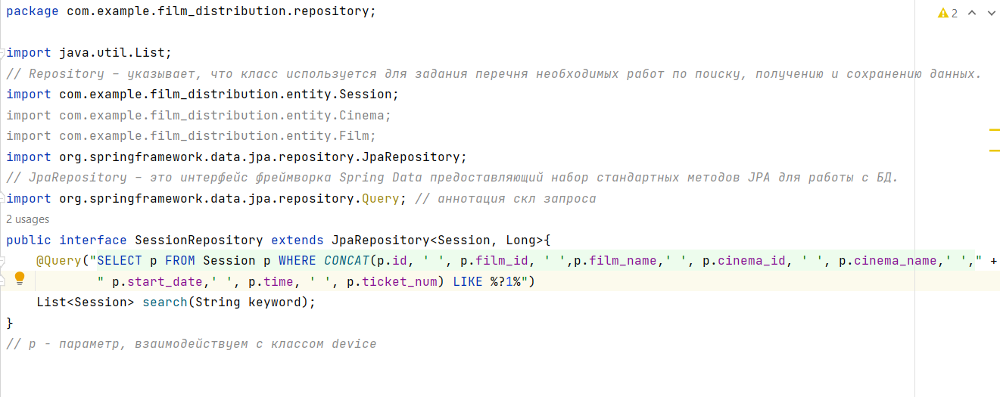 package com.example.film_distribution.repository;
2
import java.util.List;
// Repository – указывает, что класс используется для задания перечня необходимых работ по поиску, получению и сохранению данных.
import com.example.film_distribution.entity.Session;
import com.example.film_distribution.entity.Cinema;
import com.example.film_distribution.entity.Film;
import org.springframework.data.jpa.repository.JpaRepository;
// JpaRepository – это интерфейс фреймворка Spring Data предоставляющий набор стандартных методов JPA для работы с БД.
import org.springframework.data.jpa.repository.Query; // аннотация скл запроса
2 usages
public interface SessionRepository extends JpaRepository<Session, Long>{
    @Query("SELECT p FROM Session p WHERE CONCAT(p.id, ' ', p.film_id, ' ',p.film_name,' ', p.cinema_id, ' ', p.cinema_name,' '," +
            " p.start_date,' ', p.time, ' ', p.ticket_num) LIKE %?1%")
    List<Session> search(String keyword);
}
// p - параметр, взаимодействуем с классом device